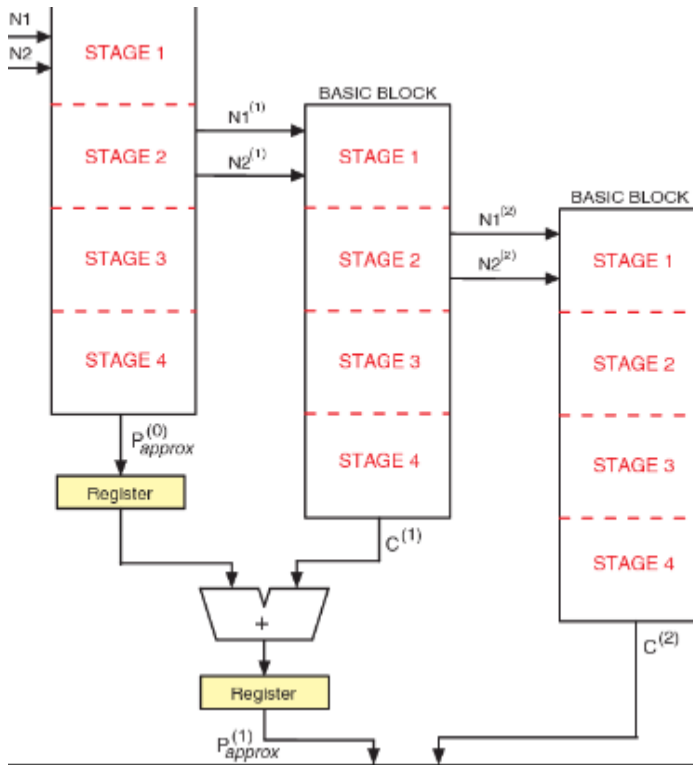 N1
N2
STAGE 1
STAGE 2
STAGE 3
STAGE 4
N1^(1)
N2^(1)
BASIC BLOCK
STAGE 1
STAGE 2
STAGE 3
STAGE 4
N1^(2)
N2^(2)
BASIC BLOCK
STAGE 1
STAGE 2
STAGE 3
STAGE 4
P_approx^(0)
Register
C^(1)
+
Register
C^(2)
P_approx^(1)